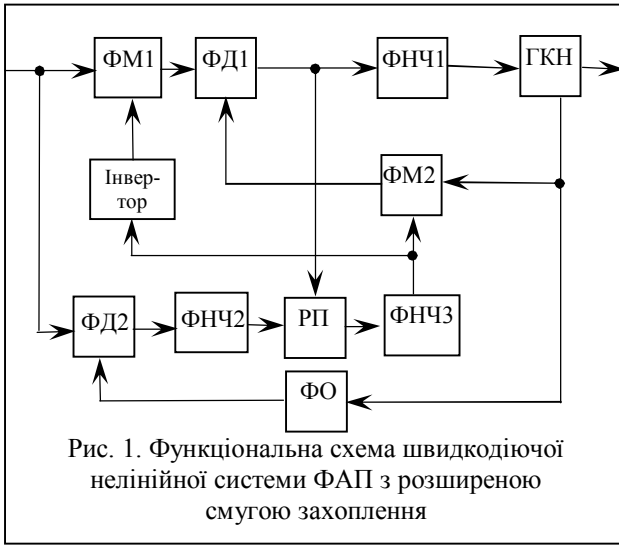 ФМ1 ФД1 ФНЧ1 ГКН
Інвер-
тор
ФМ2
ФД2 ФНЧ2 РП ФНЧ3
ФО
Рис. 1. Функціональна схема швидкодіючої
нелінійної системи ФАП з розширеною
смугою захоплення